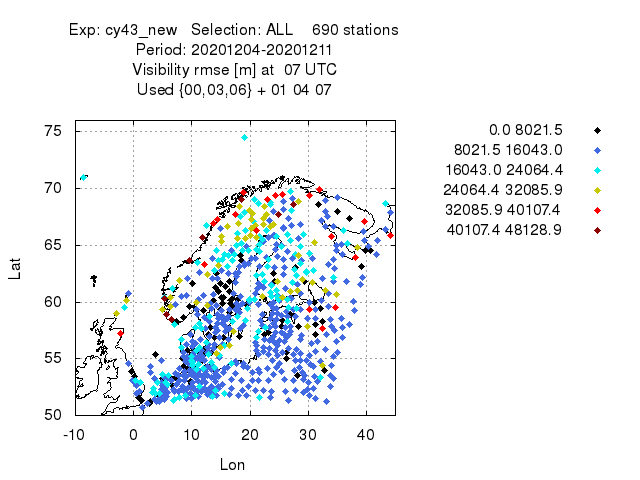 Exp: cy43_new   Selection: ALL    690 stations
Period: 20201204-20201211
Visibility rmse [m] at  07 UTC
Used {00,03,06} + 01 04 07
75
70
65
60
55
50
-10 0 10 20 30 40
Lat
Lon
0.0 8021.5
8021.5 16043.0
16043.0 24064.4
24064.4 32085.9
32085.9 40107.4
40107.4 48128.9